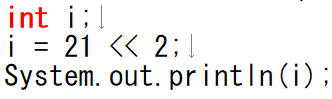 int i;↓
i = 21 << 2;↓
System.out.println(i);